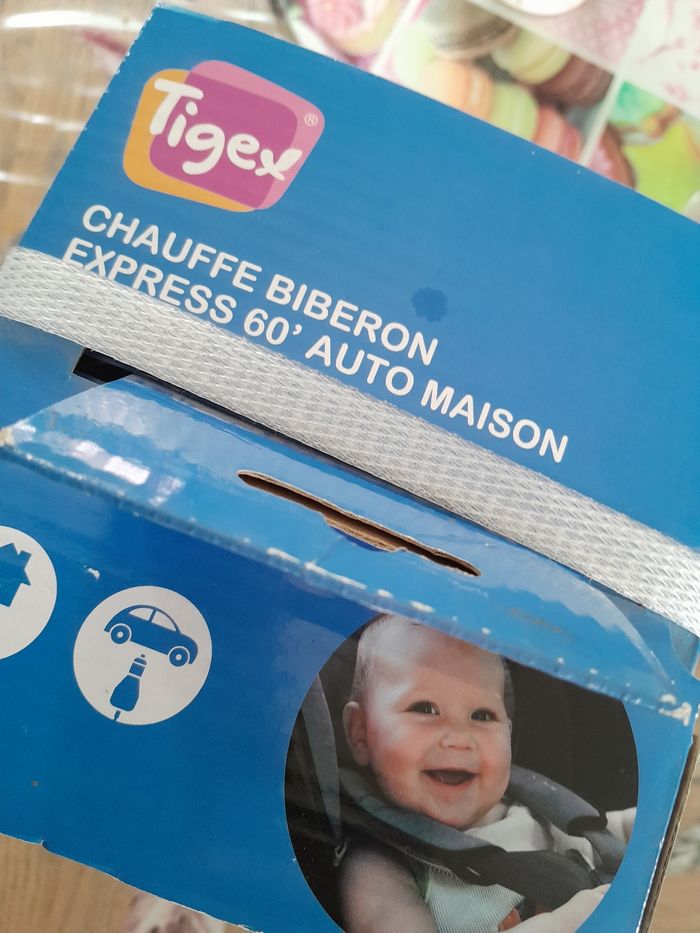 Tigex®
CHAUFFE BIBERON
EXPRESS 60' AUTO MAISON